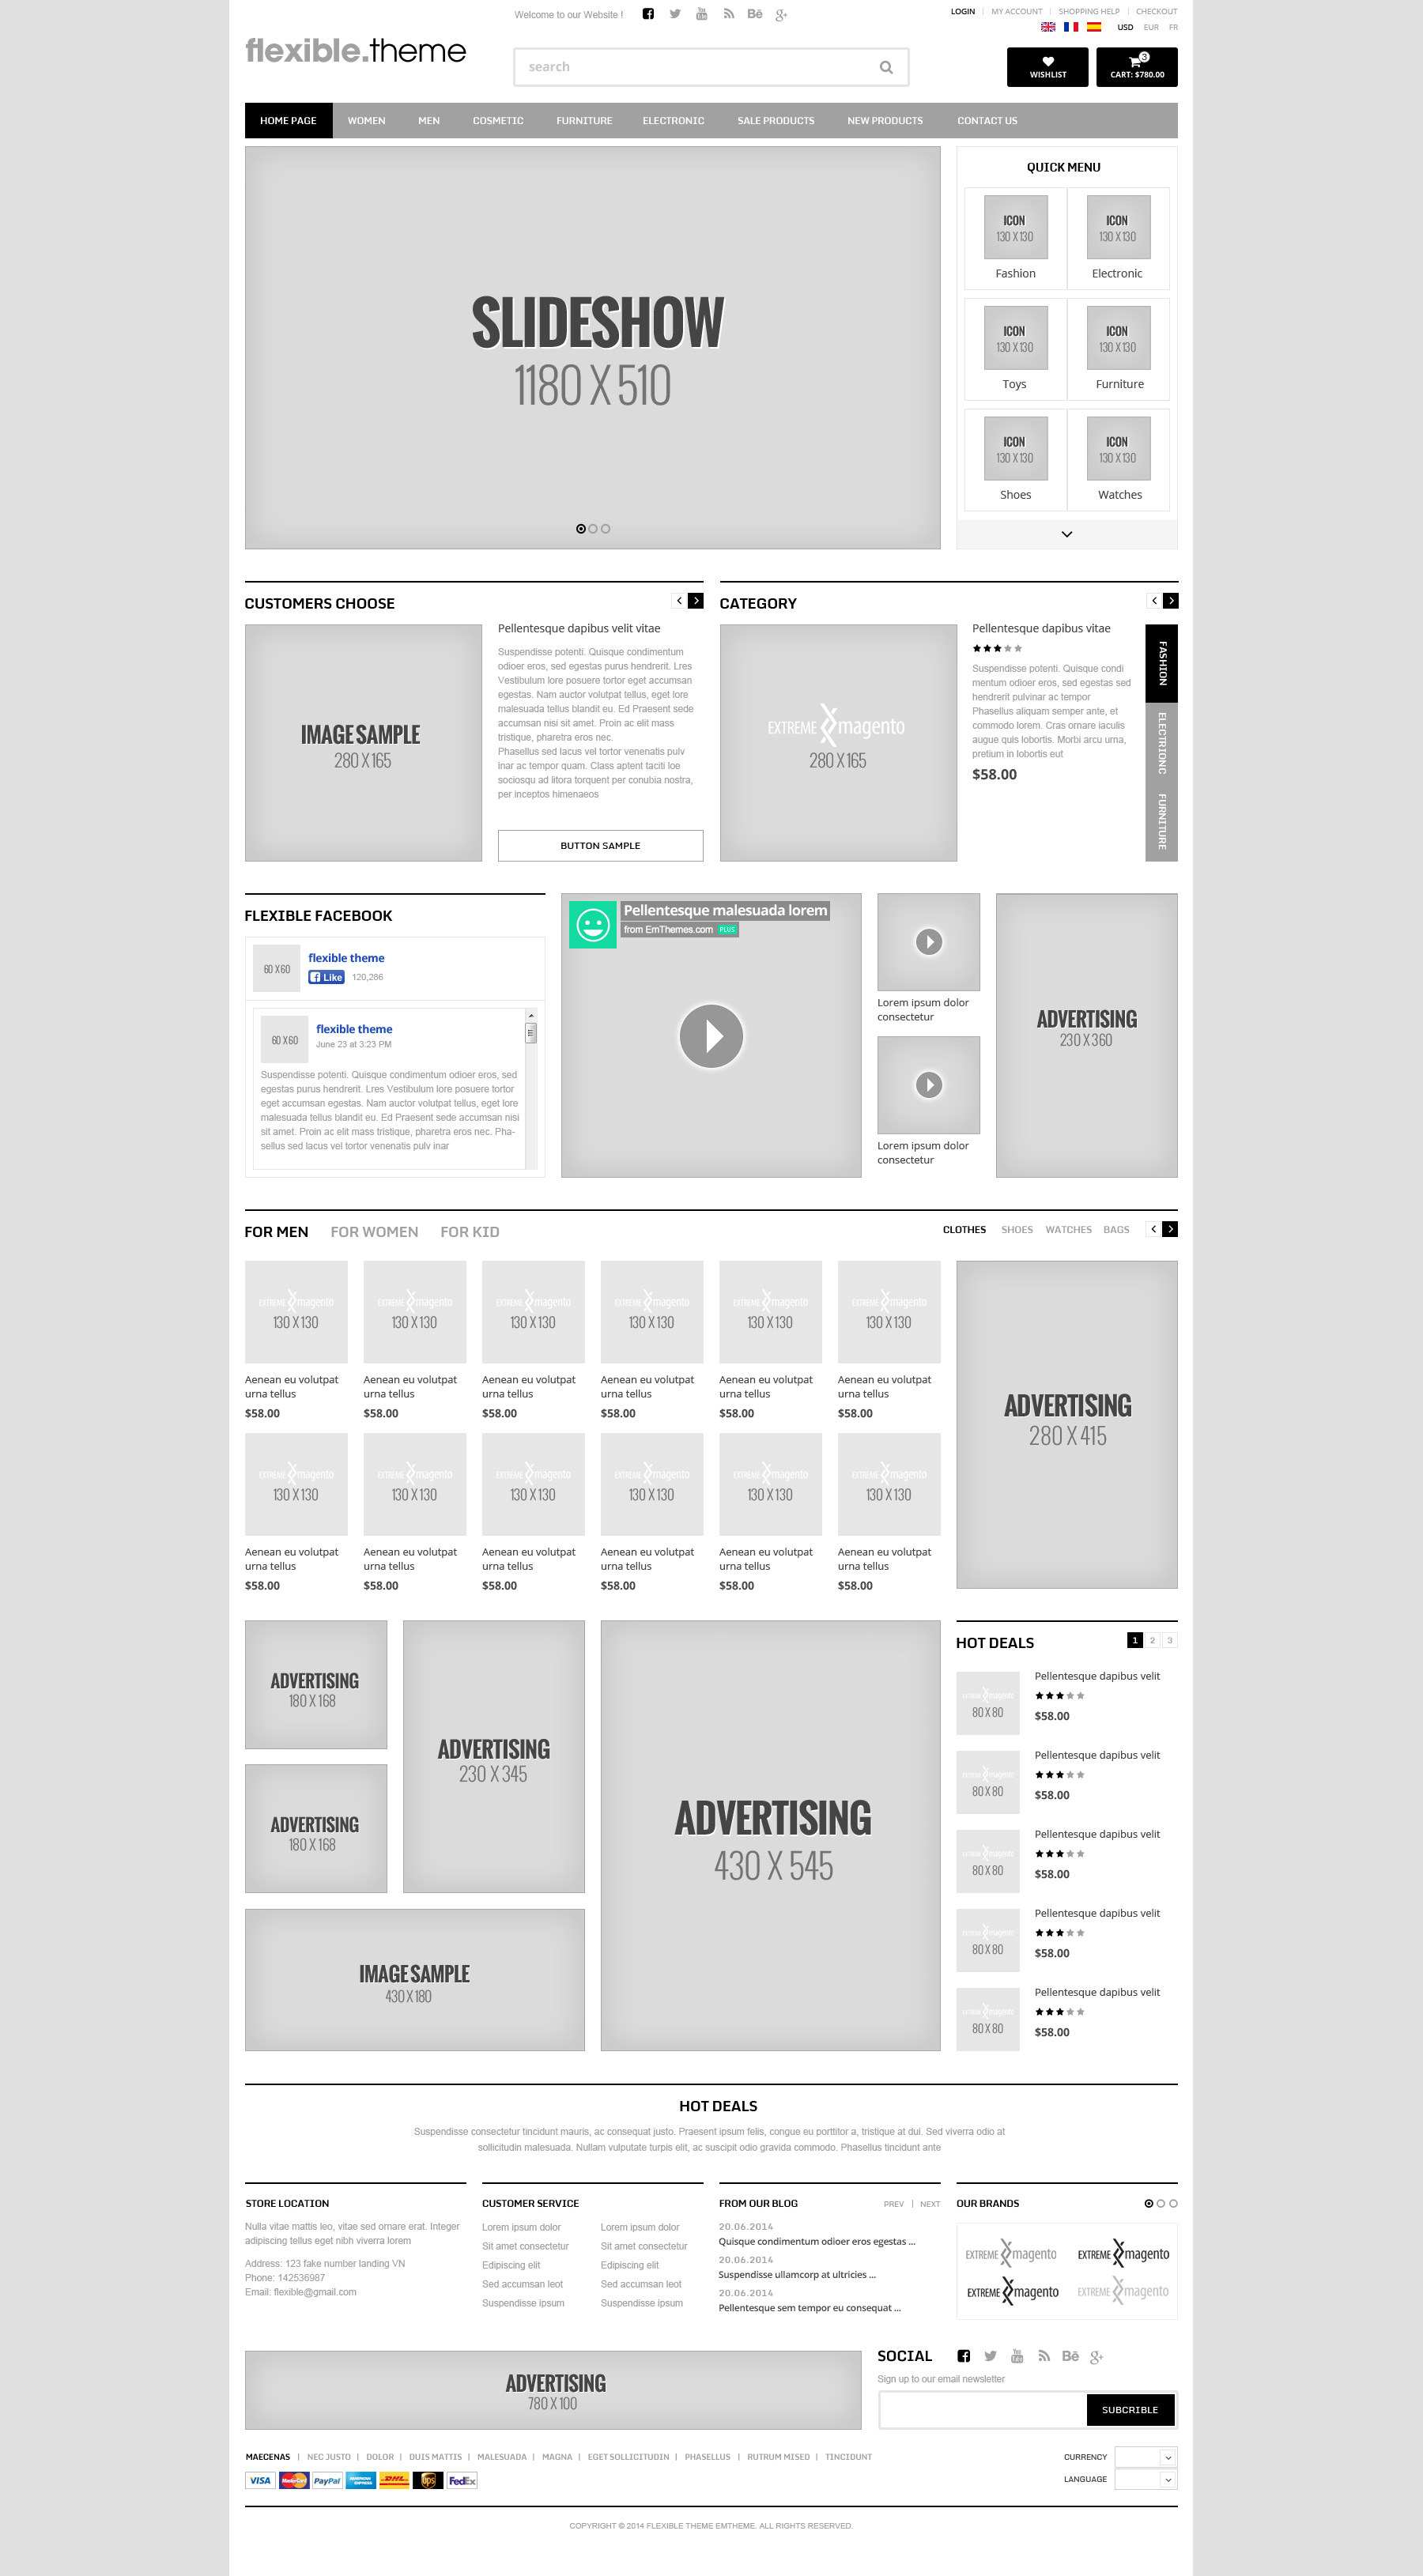 Welcome to our Website !
LOGIN | MY ACCOUNT | SHOPPING HELP | CHECKOUT
USD EUR FR
flexible.theme
search
WISHLIST
3
CART: $780.00
HOME PAGE WOMEN MEN COSMETIC FURNITURE ELECTRONIC SALE PRODUCTS NEW PRODUCTS CONTACT US
SLIDESHOW
1180 X 510
QUICK MENU
ICON ICON
130 X 130 130 X 130
Fashion Electronic
ICON ICON
130 X 130 130 X 130
Toys Furniture
ICON ICON
130 X 130 130 X 130
Shoes Watches
CUSTOMERS CHOOSE
IMAGE SAMPLE
280 X 165
Pellentesque dapibus velit vitae
Suspendisse potenti. Quisque condimentum
odioer eros, sed egestas purus hendrerit. Lres
Vestibulum lore posuere tortor eget accumsan
egestas. Nam auctor volutpat tellus, eget lore
malesuada tellus blandit eu. Ed Praesent sede
accumsan nisi sit amet. Proin ac elit mass
tristique, pharetra eros nec.
Phasellus sed lacus vel tortor venenatis pulv
inar ac tempor quam. Class aptent taciti loe
sociosqu ad litora torquent per conubia nostra,
per inceptos himenaeos
BUTTON SAMPLE
CATEGORY
EXTREME magento
280 X 165
Pellentesque dapibus vitae
Suspendisse potenti. Quisque condi
mentum odioer eros, sed egestas sed
hendrerit pulvinar ac tempor
Phasellus aliquam semper ante, et
commodo lorem. Cras ornare iaculis
augue quis lobortis. Morbi arcu urna,
pretium in lobortis eut
$58.00
FASHION
ELECTRIONC
FURNITURE
FLEXIBLE FACEBOOK
60 X 60
flexible theme
Like 120,286
60 X 60
flexible theme
June 23 at 3:23 PM
Suspendisse potenti. Quisque condimentum odioer eros, sed
egestas purus hendrerit. Lres Vestibulum lore posuere tortor
eget accumsan egestas. Nam auctor volutpat tellus, eget lore
malesuada tellus blandit eu. Ed Praesent sede accumsan nisi
sit amet. Proin ac elit mass tristique, pharetra eros nec. Pha-
sellus sed lacus vel tortor venenatis pulv inar
Pellentesque malesuada lorem
from EmThemes.com PLUS
Lorem ipsum dolor
consectetur
Lorem ipsum dolor
consectetur
ADVERTISING
230 X 360
FOR MEN FOR WOMEN FOR KID
CLOTHES SHOES WATCHES BAGS
EXTREME magento EXTREME magento EXTREME magento EXTREME magento EXTREME magento EXTREME magento
130 X 130 130 X 130 130 X 130 130 X 130 130 X 130 130 X 130
Aenean eu volutpat Aenean eu volutpat Aenean eu volutpat Aenean eu volutpat Aenean eu volutpat Aenean eu volutpat
urna tellus urna tellus urna tellus urna tellus urna tellus urna tellus
$58.00 $58.00 $58.00 $58.00 $58.00 $58.00
EXTREME magento EXTREME magento EXTREME magento EXTREME magento EXTREME magento EXTREME magento
130 X 130 130 X 130 130 X 130 130 X 130 130 X 130 130 X 130
Aenean eu volutpat Aenean eu volutpat Aenean eu volutpat Aenean eu volutpat Aenean eu volutpat Aenean eu volutpat
urna tellus urna tellus urna tellus urna tellus urna tellus urna tellus
$58.00 $58.00 $58.00 $58.00 $58.00 $58.00
ADVERTISING
280 X 415
ADVERTISING
180 X 168
ADVERTISING
180 X 168
ADVERTISING
230 X 345
IMAGE SAMPLE
430 X 180
ADVERTISING
430 X 545
HOT DEALS
1 2 3
EXTREME magento
80 X 80
Pellentesque dapibus velit
$58.00
EXTREME magento
80 X 80
Pellentesque dapibus velit
$58.00
EXTREME magento
80 X 80
Pellentesque dapibus velit
$58.00
EXTREME magento
80 X 80
Pellentesque dapibus velit
$58.00
EXTREME magento
80 X 80
Pellentesque dapibus velit
$58.00
HOT DEALS
Suspendisse consectetur tincidunt mauris, ac consequat justo. Praesent ipsum felis, congue eu porttitor a, tristique at dui. Sed viverra odio at
sollicitudin malesuada. Nullam vulputate turpis elit, ac suscipit odio gravida commodo. Phasellus tincidunt ante
STORE LOCATION
Nulla vitae mattis leo, vitae sed ornare erat. Integer
adipiscing tellus eget nibh viverra lorem
Address: 123 fake number landing VN
Phone: 142536987
Email: flexible@gmail.com
CUSTOMER SERVICE
Lorem ipsum dolor Lorem ipsum dolor
Sit amet consectetur Sit amet consectetur
Edipiscing elit Edipiscing elit
Sed accumsan leot Sed accumsan leot
Suspendisse ipsum Suspendisse ipsum
FROM OUR BLOG
PREV | NEXT
20.06.2014
Quisque condimentum odioer eros egestas ...
20.06.2014
Suspendisse ullamcorp at ultricies ...
20.06.2014
Pellentesque sem tempor eu consequat ...
OUR BRANDS
EXTREME magento EXTREME magento
EXTREME magento EXTREME magento
ADVERTISING
780 X 100
SOCIAL
Sign up to our email newsletter
SUBCRIBLE
MAECENAS | NEC JUSTO | DOLOR | DUIS MATTIS | MALESUADA | MAGNA | EGET SOLLICITUDIN | PHASELLUS | RUTRUM MISED | TINCIDUNT
VISA MasterCard PayPal AMERICAN EXPRESS DHL ups FedEx
CURRENCY
LANGUAGE
COPYRIGHT © 2014 FLEXIBLE THEME EMTHEME. ALL RIGHTS RESERVED.